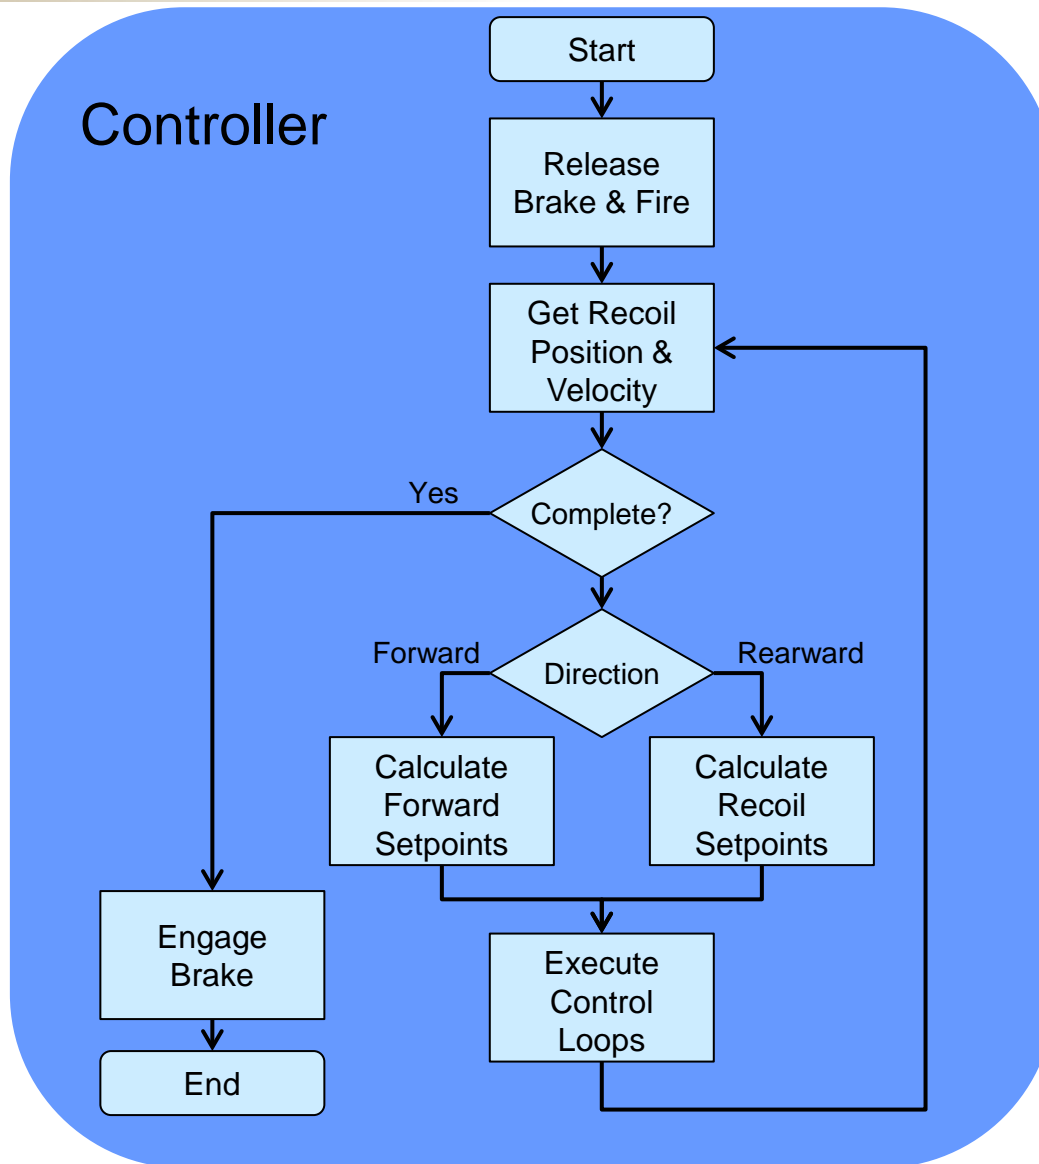 Controller
Start
Release
Brake & Fire
Get Recoil
Position &
Velocity
Yes
Complete?
Forward
Direction
Rearward
Calculate
Forward
Setpoints
Calculate
Recoil
Setpoints
Engage
Brake
Execute
Control
Loops
End